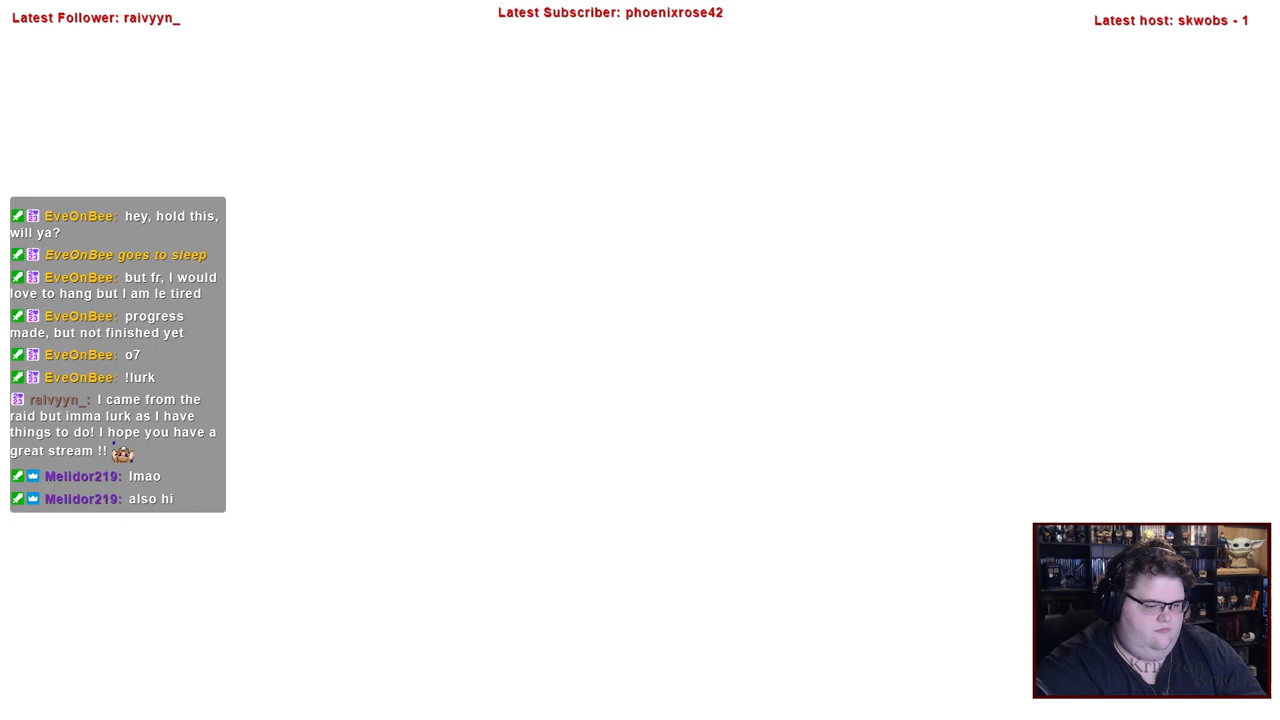 Latest Follower: raivyyn_
Latest Subscriber: phoenixrose42
Latest host: skwobs - 1
EveOnBee: hey, hold this,
will ya?
EveOnBee goes to sleep
EveOnBee: but fr, I would
love to hang but I am le tired
EveOnBee: progress
made, but not finished yet
EveOnBee: o7
EveOnBee: !lurk
raivyyn_: I came from the
raid but imma lurk as I have
things to do! I hope you have a
great stream !!
Melidor219: lmao
Melidor219: also hi